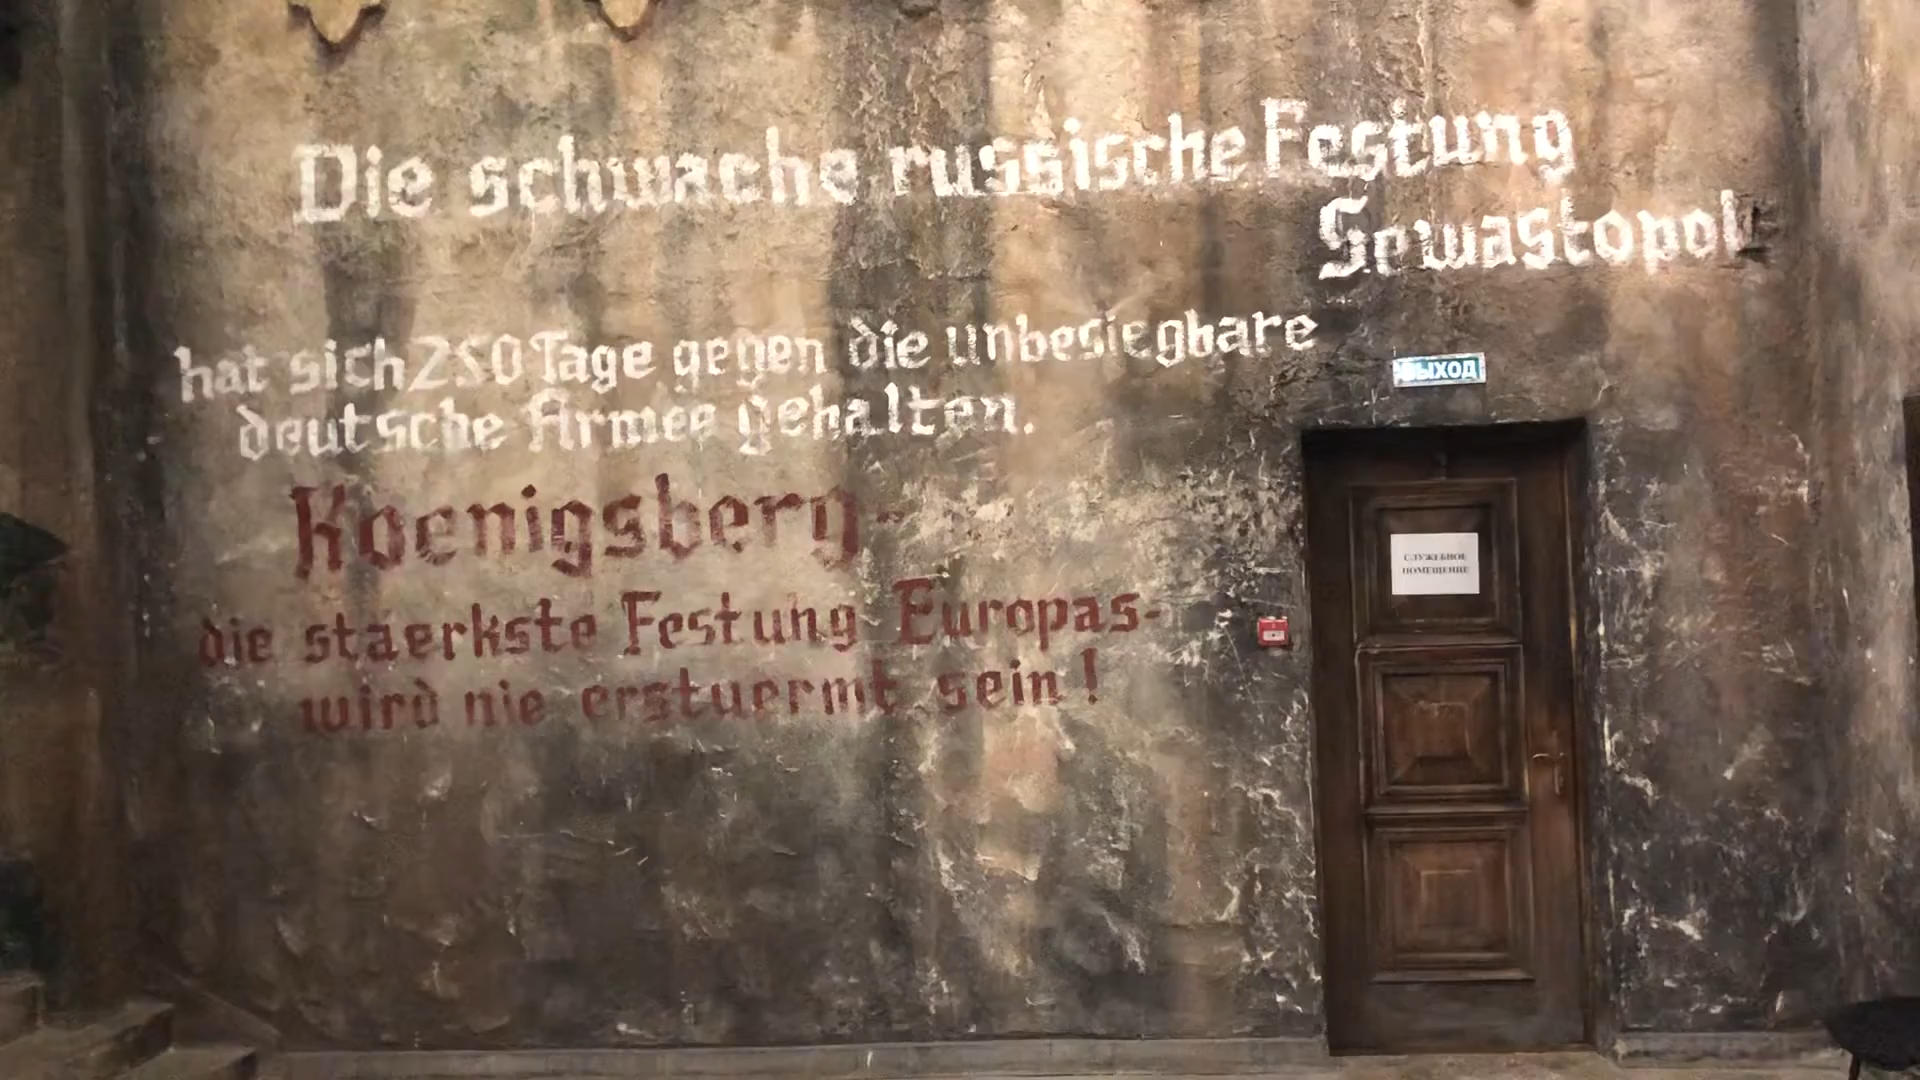 Die schwache russische Festung
Sewastopol
hat sich 250 Tage gegen die unbesiegbare
deutsche Armee gehalten.
Koenigsberg-
die staerkste Festung Europas-
wird nie erstuermt sein!
ВЫХОД
СЛУЖЕБНОЕ
ПОМЕЩЕНИЕ